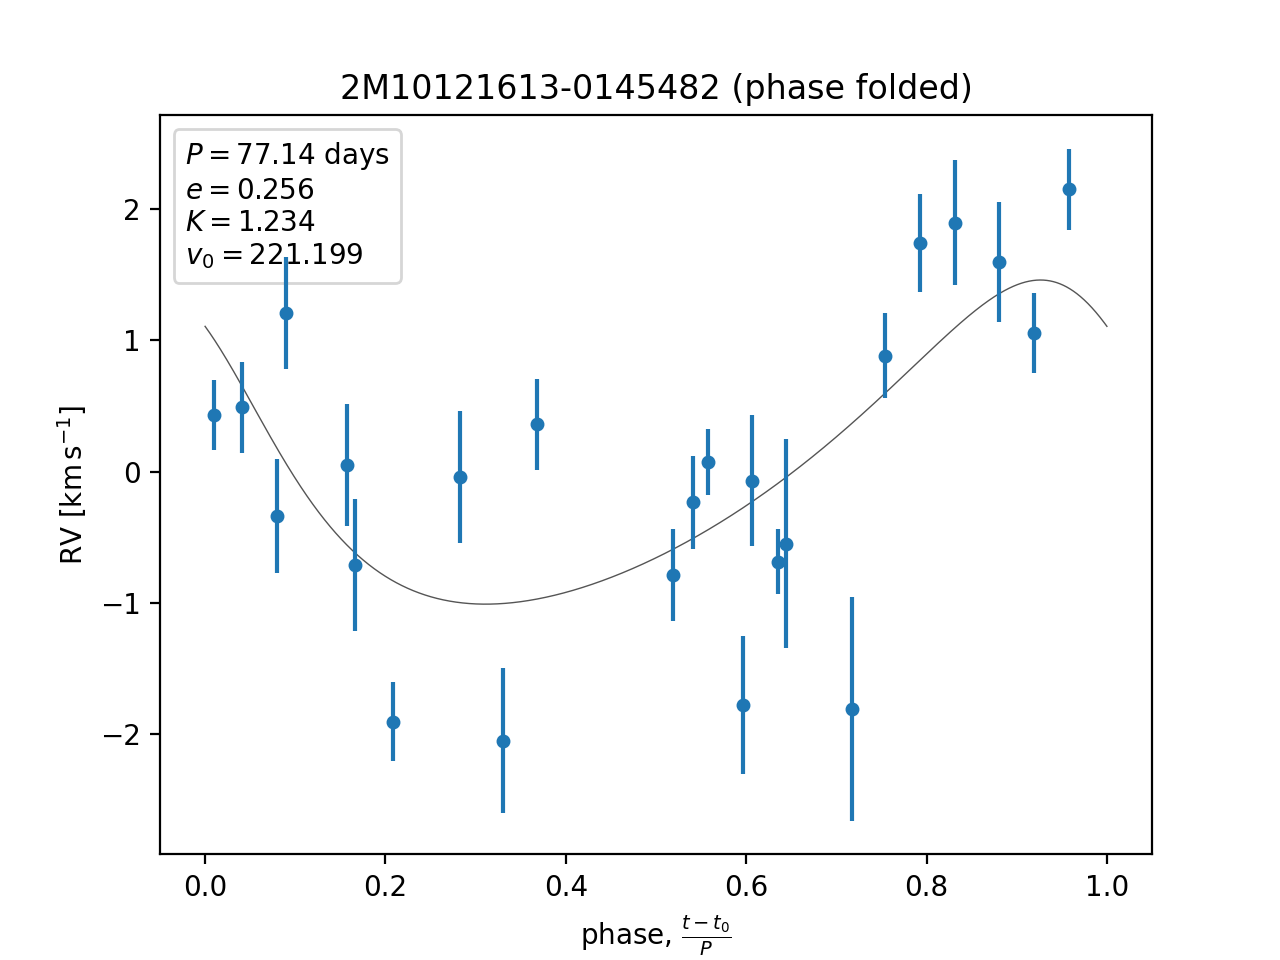 2M10121613-0145482 (phase folded)
P = 77.14 days
e = 0.256
K = 1.234
v₀ = 221.199
RV [km s⁻¹]
2
1
0
−1
−2
0.0 0.2 0.4 0.6 0.8 1.0
phase, (t − t₀)/P